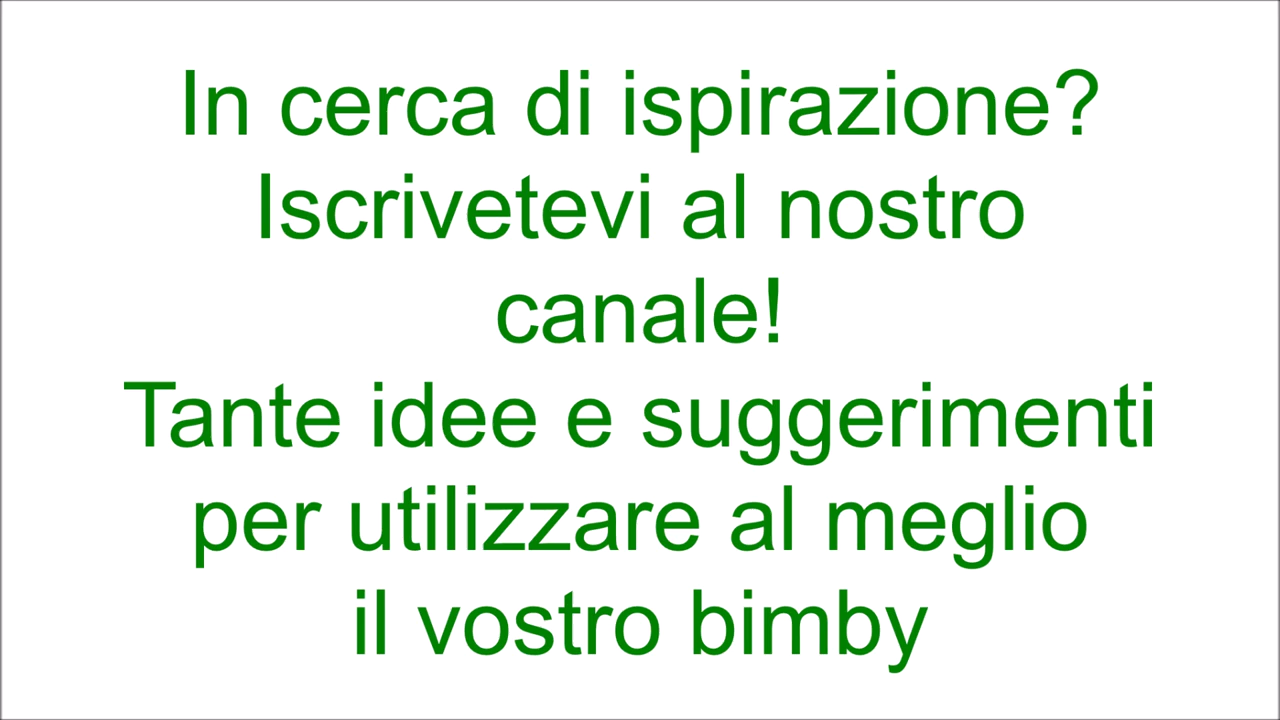 In cerca di ispirazione?
Iscrivetevi al nostro
canale!
Tante idee e suggerimenti
per utilizzare al meglio
il vostro bimby